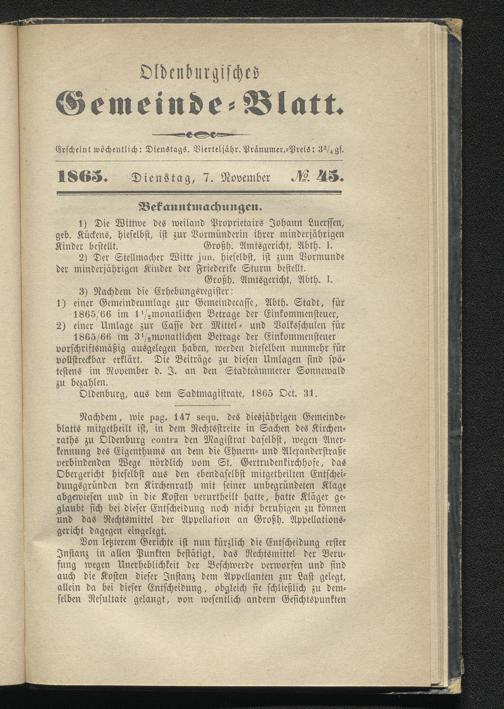 Oldenburgisches
Gemeinde-Blatt.
Erscheint wöchentlich: Dienstags. Vierteljähr. Pränumer.-Preis: 3¾ gf.
1865. Dienstag, 7. November № 45.
Bekanntmachungen.
1) Die Wittwe des weiland Proprietairs Johann Luerssen,
geb. Kückens, hieselbst, ist zur Vormünderin ihrer minderjährigen
Kinder bestellt. Großh. Amtsgericht, Abth. I.
2) Der Stellmacher Witte jun. hieselbst, ist zum Vormunde
der minderjährigen Kinder der Friederike Sturm bestellt.
Großh. Amtsgericht, Abth. I.
3) Nachdem die Erhebungsregister:
1) einer Gemeindeumlage zur Gemeindecasse, Abth. Stadt, für
1865/66 im 1½monatlichen Betrage der Einkommensteuer,
2) einer Umlage zur Casse der Mittel- und Volksschulen für
1865/66 im 3½monatlichen Betrage der Einkommensteuer
vorschriftsmäßig ausgelegen haben, werden dieselben nunmehr für
vollstreckbar erklärt. Die Beiträge zu diesen Umlagen sind spä-
testens im November d. J. an den Stadtcämmerer Sonnewald
zu bezahlen.
Oldenburg, aus dem Sadtmagistrate, 1865 Oct. 31.
Nachdem, wie pag. 147 sequ. des diesjährigen Gemeinde-
blatts mitgetheilt ist, in dem Rechtsstreite in Sachen des Kirchen-
raths zu Oldenburg contra den Magistrat daselbst, wegen Aner-
kennung des Eigenthums an dem die Ehnern- und Alexanderstraße
verbindenden Wege nördlich vom St. Gertrudenkirchhofe, das
Obergericht hieselbst aus den ebendaselbst mitgetheilten Entschei-
dungsgründen den Kirchenrath mit seiner unbegründeten Klage
abgewiesen und in die Kosten verurtheilt hatte, hatte Kläger ge-
glaubt sich bei dieser Entscheidung noch nicht beruhigen zu können
und das Rechtsmittel der Appellation an Großh. Appellations-
gericht dagegen eingelegt.
Von letzterem Gerichte ist nun kürzlich die Entscheidung erster
Instanz in allen Punkten bestätigt, das Rechtsmittel der Beru-
fung wegen Unerheblichkeit der Beschwerde verworfen und sind
auch die Kosten dieser Instanz dem Appellanten zur Last gelegt,
allein da bei dieser Entscheidung, obgleich sie schließlich zu dem-
selben Resultate gelangt, von wesentlich andern Gesichtspunkten